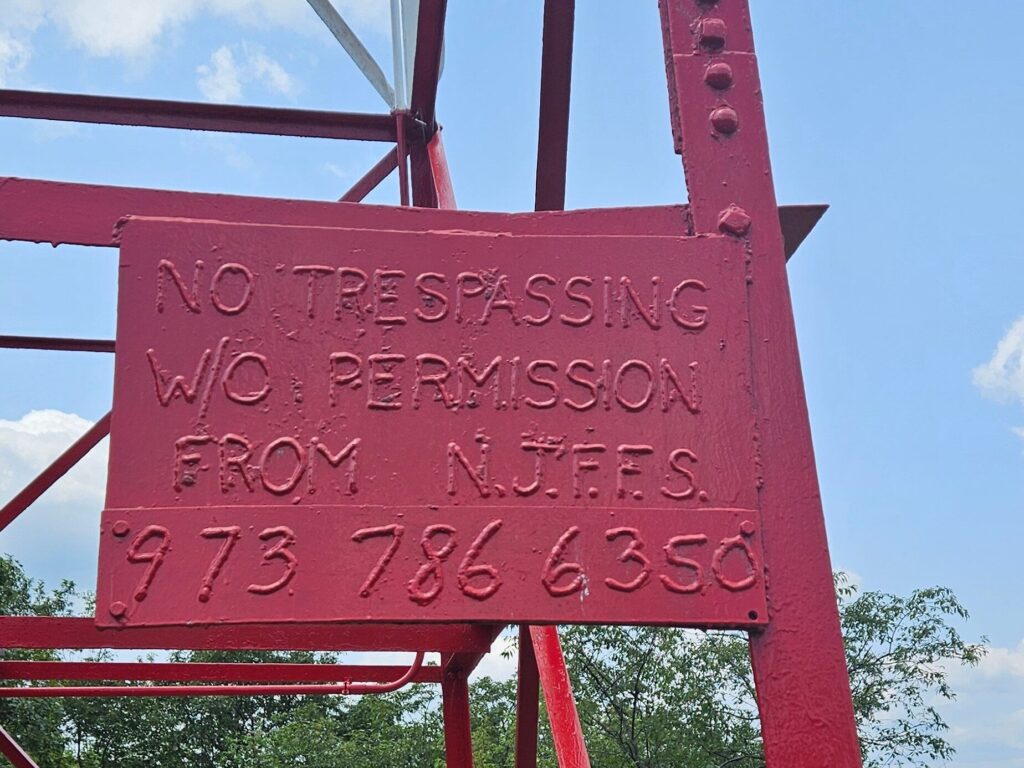 NO TRESPASSING
W/O PERMISSION
FROM N.J.F.F.S.
973 786 6350